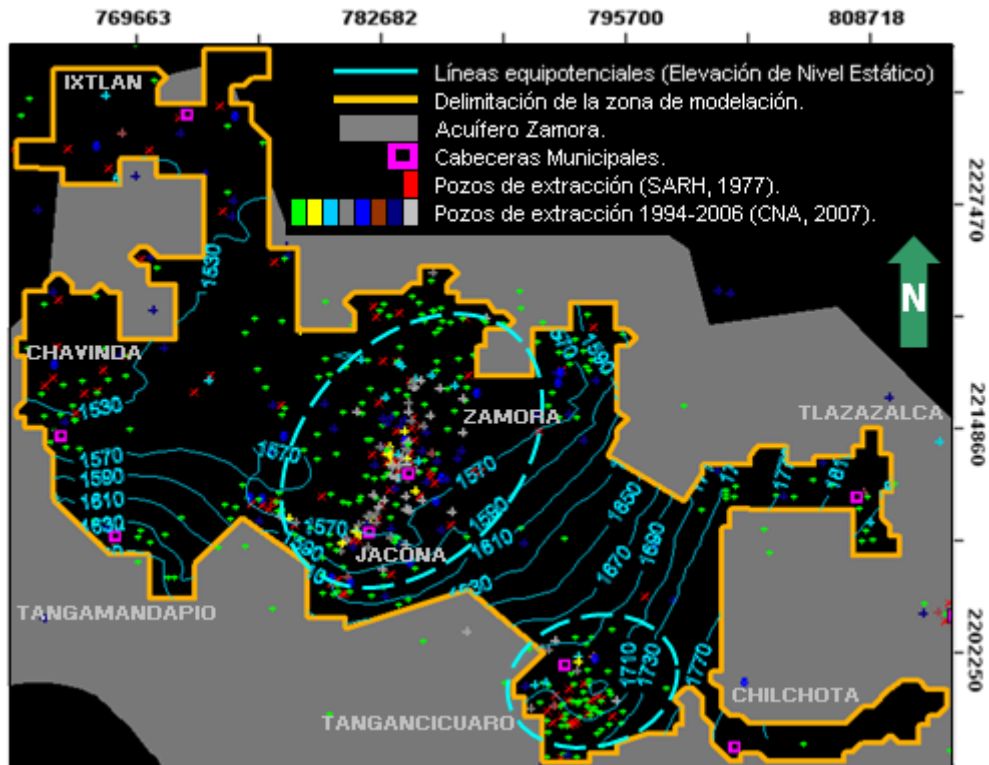 769663 782682 795700 808718
IXTLAN
Líneas equipotenciales (Elevación de Nivel Estático)
Delimitación de la zona de modelación.
Acuífero Zamora.
Cabeceras Municipales.
Pozos de extracción (SARH, 1977).
Pozos de extracción 1994-2006 (CNA, 2007).
2227470
1530
N
CHAVINDA
1590
1530
ZAMORA
TLAZAZALCA
2214860
1570
1590
1610
1630
1570
1570
1590
1590
1610
1650
1670
1690
JACONA
TANGAMANDAPIO
2202250
1710
1730
1770
CHILCHOTA
TANGANCICUARO